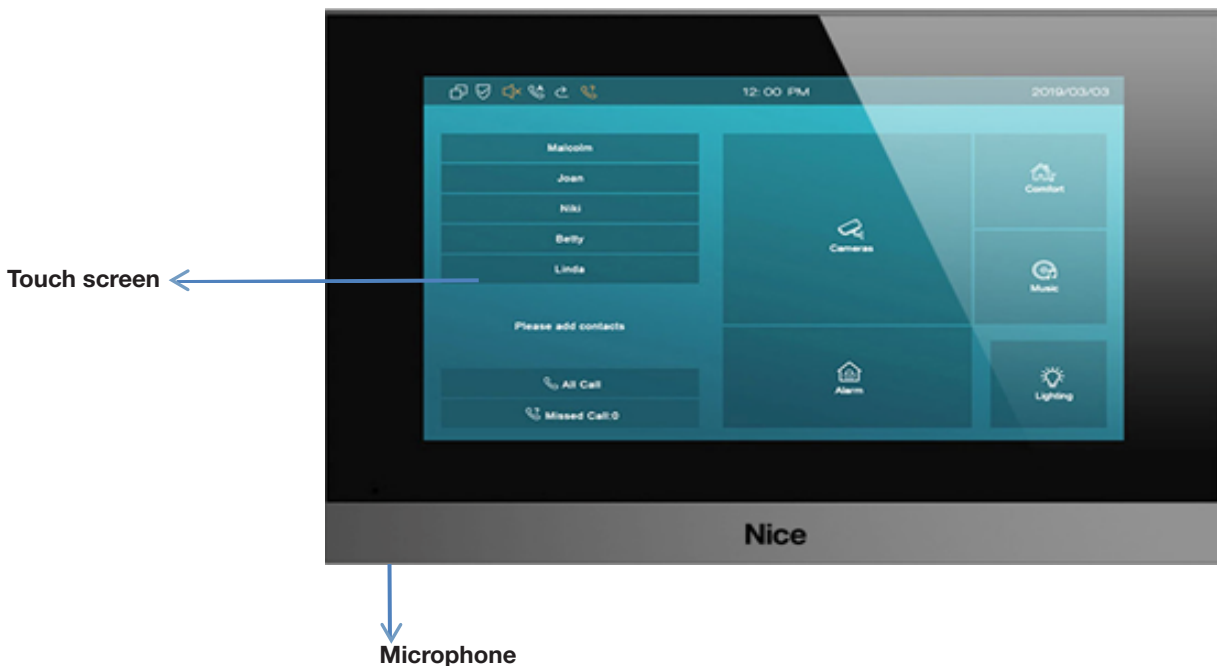 12:00 PM
2019/03/03
Malcolm
Joan
Niki
Betty
Linda
Please add contacts
All Call
Missed Call:0
Cameras
Alarm
Comfort
Music
Lighting
Touch screen
Nice
Microphone